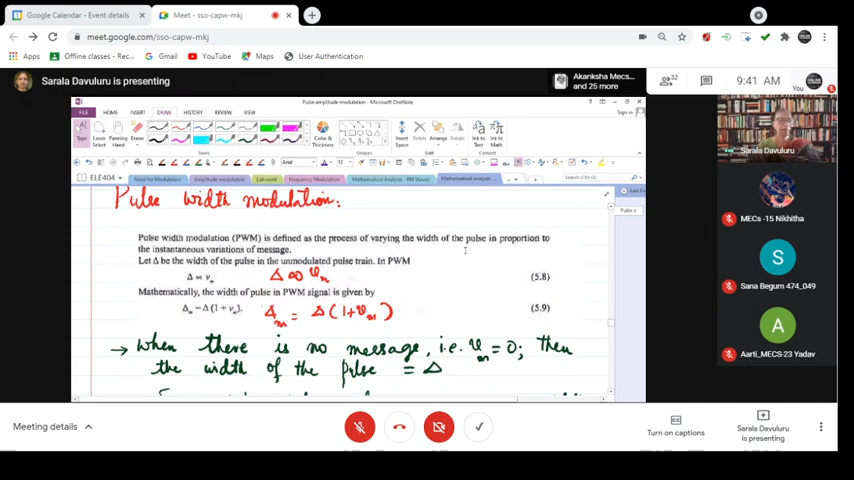 Google Calendar - Event details
Meet - sso-capw-mkj
meet.google.com/sso-capw-mkj
Apps
Offline classes - Rec...
Gmail
YouTube
Maps
User Authentication
Sarala Davuluru is presenting
Akanksha Mecs...
and 25 more
32
9:41 AM
You
Pulse amplitude modulation - Microsoft OneNote
Sign in
FILE HOME INSERT DRAW HISTORY REVIEW VIEW
Type
Lasso Select
Panning Hand
Eraser
Color & Thickness
Insert Space
Delete
Arrange
Rotate
Ink to Text
Ink to Math
Tools
Shapes
Edit
Convert
Arial
12
ELE404
Need for Modulation
Amplitude modulation
Lab work
Frequency Modulation
Mathematical Analysis - PM Waves
Mathematical analysis
Search (Ctrl+E)
Add Pa
Pulse a
Pulse width modulation:
Pulse width modulation (PWM) is defined as the process of varying the width of the pulse in proportion to
the instantaneous variations of message.
Let Δ be the width of the pulse in the unmodulated pulse train. In PWM
Δ ∝ vm Δ ∝ vm (5.8)
Mathematically, the width of pulse in PWM signal is given by
Δm = Δ(1 + vm). Δm = Δ(1+vm) (5.9)
→ When there is no meesage, i.e. vm = 0; then
the width of the pulse = Δ
Sarala Davuluru
MECs -15 Nikhitha
S
Sana Begum 474_049
A
Aarti_MECS-23 Yadav
Meeting details
Turn on captions
Sarala Davuluru
is presenting